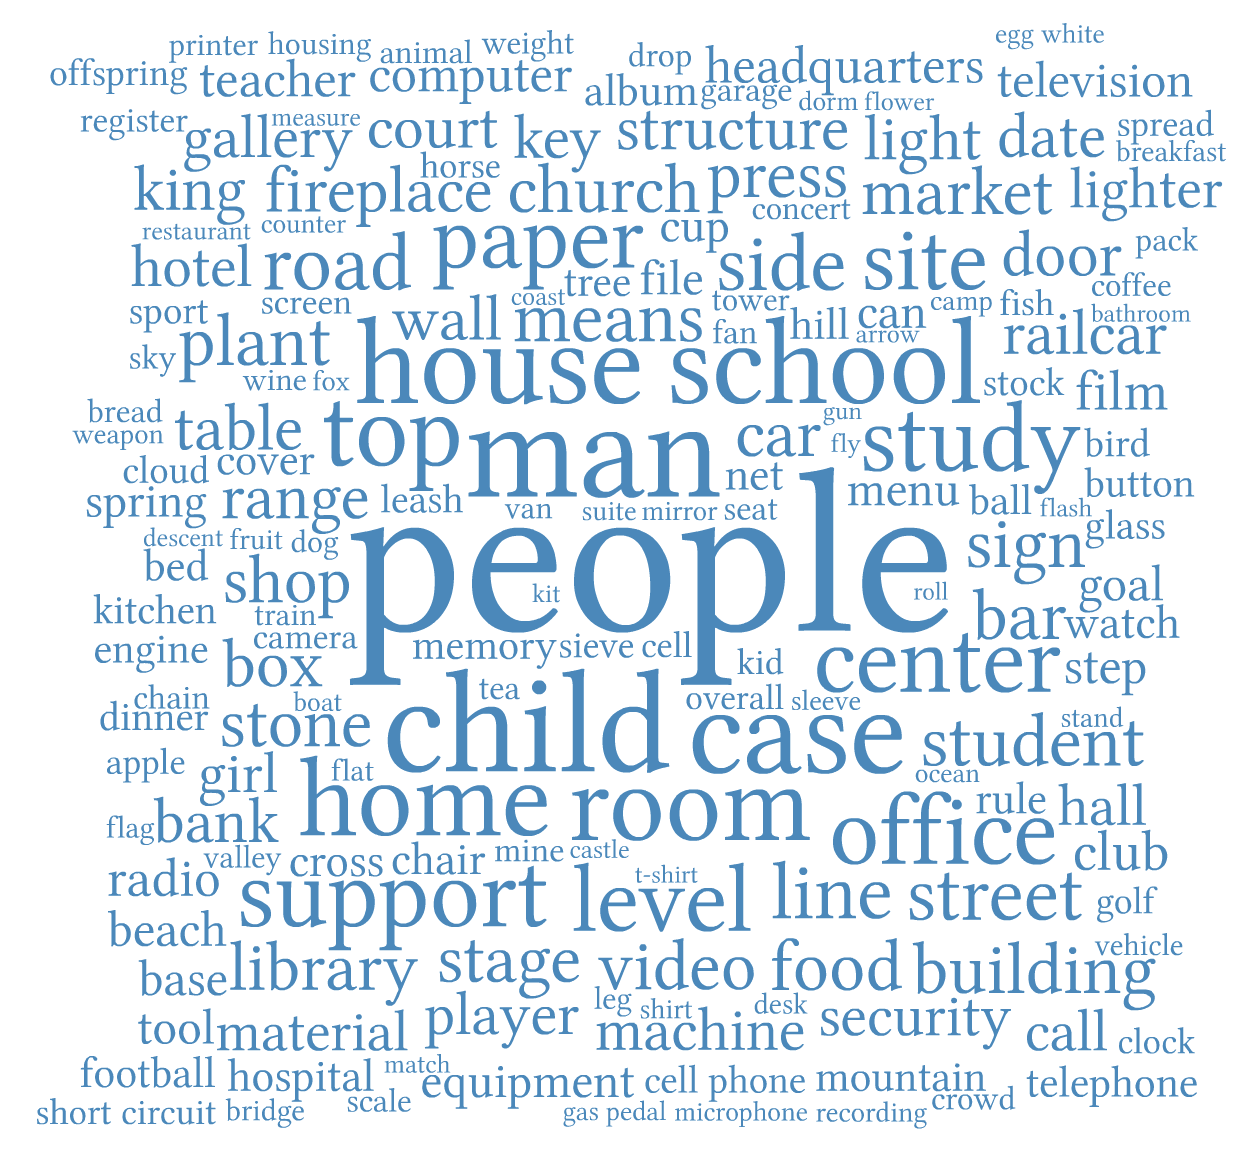 printer housing animal weight drop egg white
offspring teacher computer headquarters television
album garage dorm flower
register measure gallery court key structure light date spread
breakfast
horse
king fireplace church press market lighter
concert
restaurant counter paper cup
hotel road side site door pack
tree file coffee
sport screen coast tower camp fish bathroom
wall means fan hill can arrow railcar
sky plant house school
wine fox stock film
bread top man car gun study
weapon table fly bird
cloud cover net menu button
spring range leash ball flash
van suite mirror seat glass
descent fruit dog people sign
bed shop goal
kit roll
kitchen train bar watch
camera memory sieve cell
engine box kid center step
chain tea overall sleeve
dinner boat stone child case student stand
apple girl flat ocean
home room office rule hall
flag bank
valley cross chair mine castle club
radio t-shirt
support level line street golf
beach
library stage video food building vehicle
base
leg shirt desk
tool material player machine security call clock
football hospital match equipment cell phone mountain telephone
short circuit bridge scale gas pedal microphone recording crowd